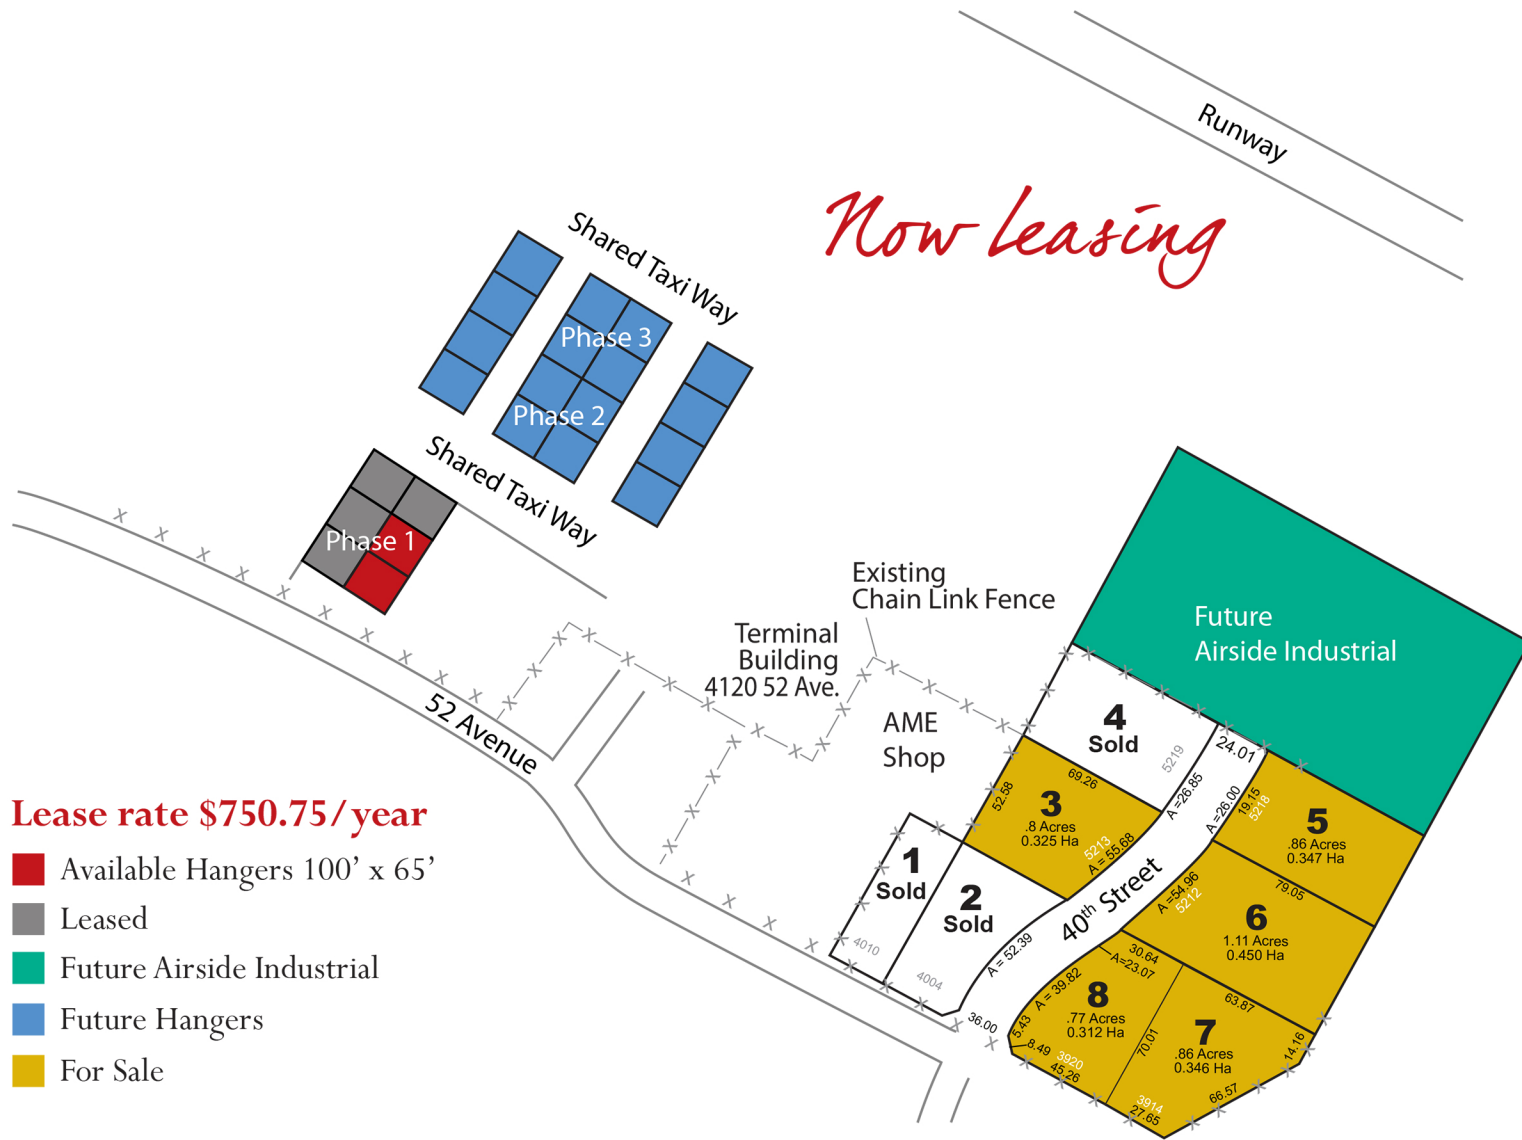 Runway
Now leasing
Shared Taxi Way
Phase 3
Phase 2
Shared Taxi Way
Phase 1
52 Avenue
Existing
Chain Link Fence
Terminal
Building
4120 52 Ave.
AME
Shop
Future
Airside Industrial
4
Sold
5219
24.01
69.26
52.58
3
.8 Acres
0.325 Ha
5213
A = 55.68
A =26.85
A =26.00
19.15
5218
5
.86 Acres
0.347 Ha
79.05
1
Sold
4010
2
Sold
4004
A = 52.39
40th Street
A =54.96
5212
6
1.11 Acres
0.450 Ha
30.64
A=23.07
63.87
A = 39.82
8
.77 Acres
0.312 Ha
36.00
5.43
8.49
3920
45.26
70.01
7
.86 Acres
0.346 Ha
14.16
66.57
3914
27.65
Lease rate $750.75/year
Available Hangers 100’ x 65’
Leased
Future Airside Industrial
Future Hangers
For Sale